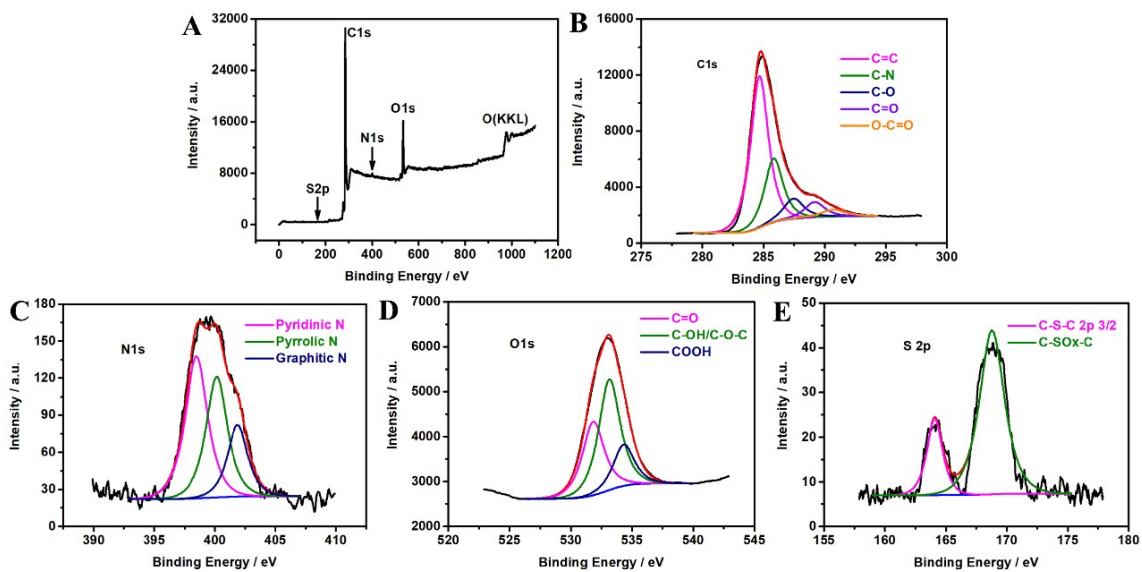 A
Intensity / a.u.
32000
24000
16000
8000
0
C1s
O1s
N1s
S2p
O(KKL)
0 200 400 600 800 1000 1200
Binding Energy / eV
B
Intensity / a.u.
16000
12000
8000
4000
0
C1s
C=C
C-N
C-O
C=O
O-C=O
275 280 285 290 295 300
Binding Energy / eV
C
Intensity / a.u.
180
150
120
90
60
30
0
N1s
Pyridinic N
Pyrrolic N
Graphitic N
390 395 400 405 410
Binding Energy / eV
D
Intensity / a.u.
7000
6000
5000
4000
3000
2000
O1s
C=O
C-OH/C-O-C
COOH
520 525 530 535 540 545
Binding Energy / eV
E
Intensity / a.u.
50
40
30
20
10
0
S 2p
C-S-C 2p 3/2
C-SOx-C
155 160 165 170 175 180
Binding Energy / eV